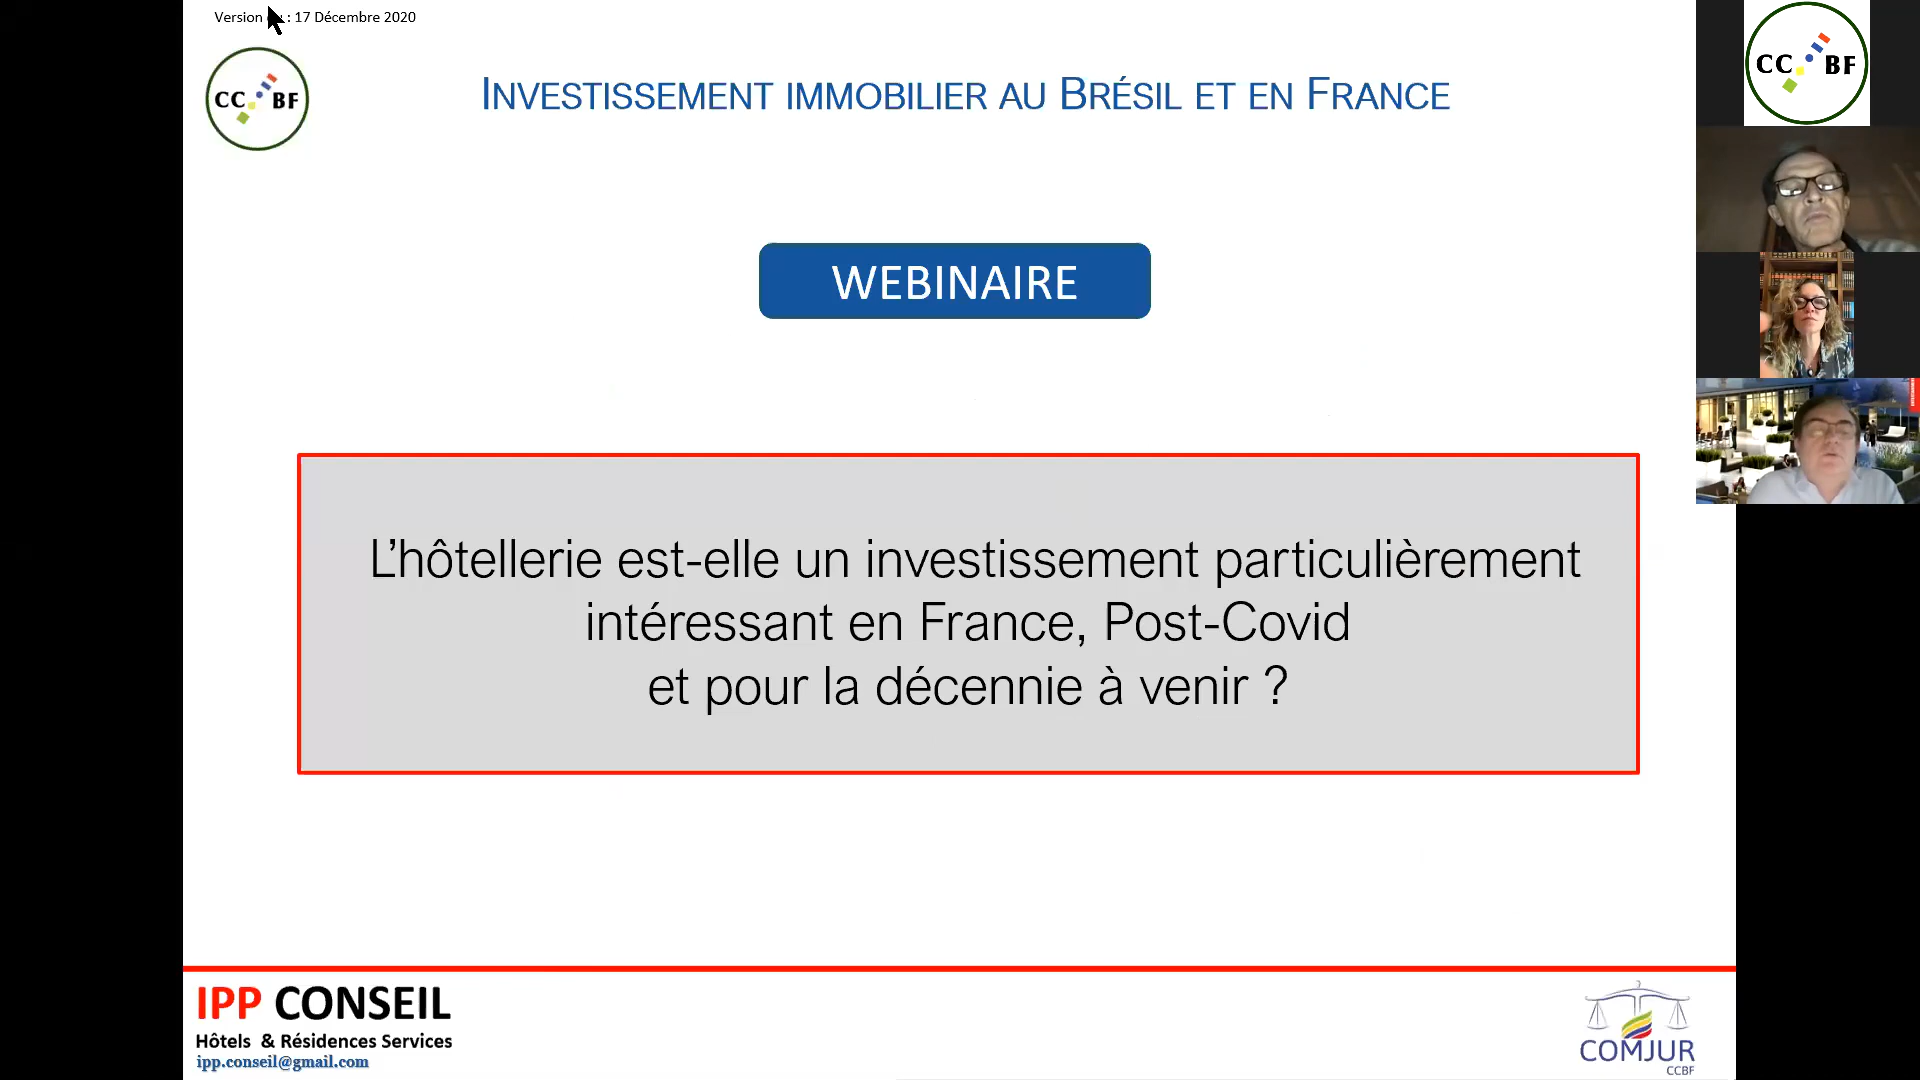 Version : 17 Décembre 2020
CC BF
INVESTISSEMENT IMMOBILIER AU BRÉSIL ET EN FRANCE
CC BF
WEBINAIRE
L'hôtellerie est-elle un investissement particulièrement
intéressant en France, Post-Covid
et pour la décennie à venir ?
IPP CONSEIL
Hôtels & Résidences Services
ipp.conseil@gmail.com
COMJUR
CCBF